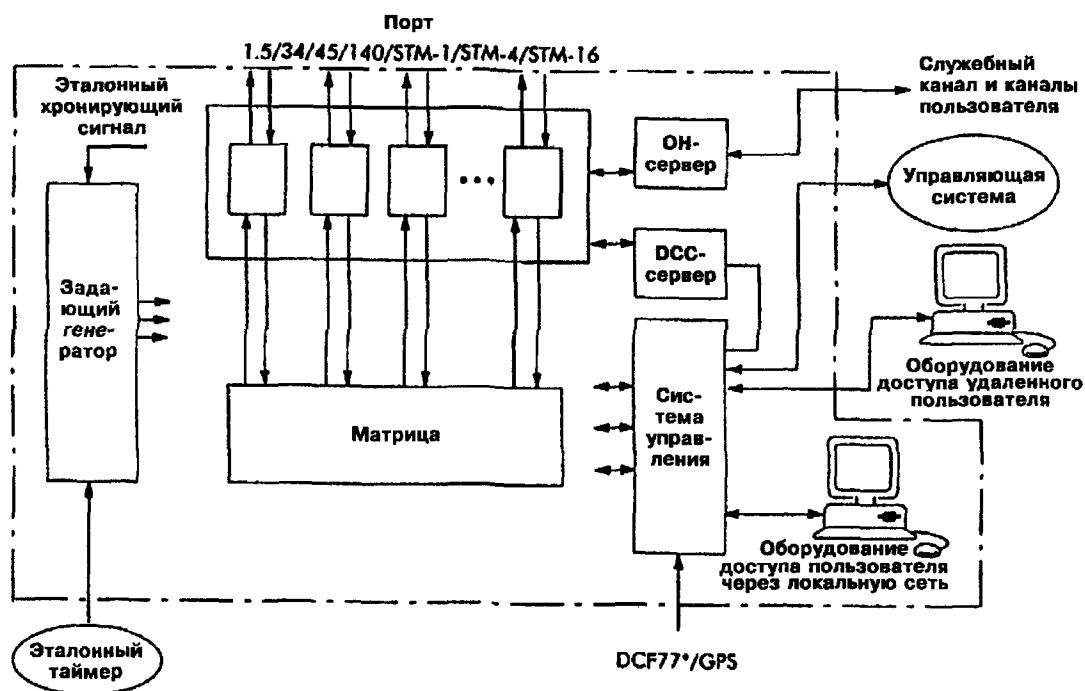 Порт
1.5/34/45/140/STM-1/STM-4/STM-16
Эталонный
хронирующий
сигнал
Служебный
канал и каналы
пользователя
ОН-
сервер
Управляющая
система
DCC-
сервер
Зада-
ющий
гене-
ратор
Оборудование
доступа удаленного
пользователя
Матрица
Сис-
тема
управ-
ления
Оборудование
доступа пользователя
через локальную сеть
Эталонный
таймер
DCF77*/GPS